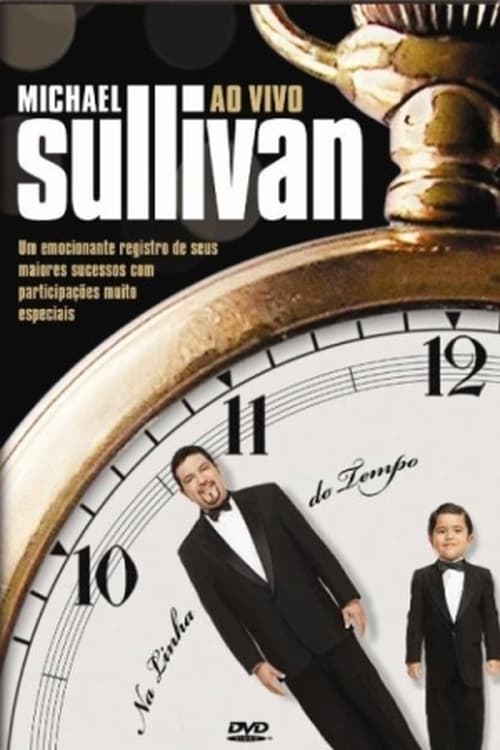 MICHAEL AO VIVO
sullivan
Um emocionante registro de seus
maiores sucessos com
participações muito
especiais
12
11
10
Na Linha
do Tempo
DVD
VIDEO